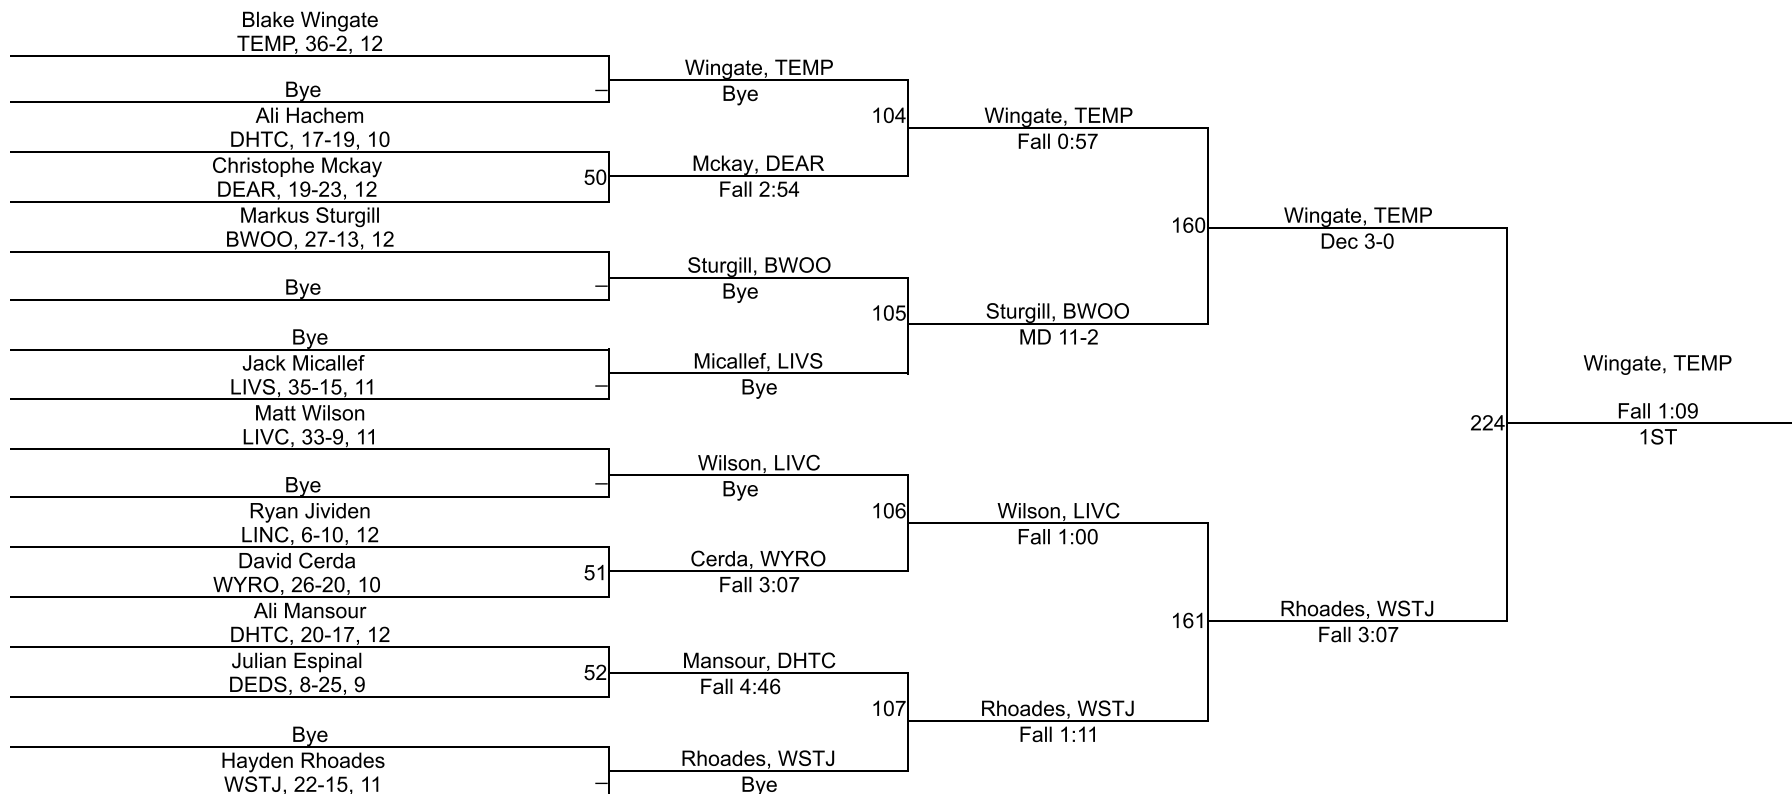 Blake Wingate
TEMP, 36-2, 12
Bye
–
Ali Hachem
DHTC, 17-19, 10
Christophe Mckay
DEAR, 19-23, 12
50
Markus Sturgill
BWOO, 27-13, 12
Bye
–
Bye
Jack Micallef
LIVS, 35-15, 11
–
Matt Wilson
LIVC, 33-9, 11
Bye
–
Ryan Jividen
LINC, 6-10, 12
David Cerda
WYRO, 26-20, 10
51
Ali Mansour
DHTC, 20-17, 12
Julian Espinal
DEDS, 8-25, 9
52
Bye
Hayden Rhoades
WSTJ, 22-15, 11
–
Wingate, TEMP
Bye
104
Mckay, DEAR
Fall 2:54
Sturgill, BWOO
Bye
105
Micallef, LIVS
Bye
Wilson, LIVC
Bye
106
Cerda, WYRO
Fall 3:07
Mansour, DHTC
Fall 4:46
107
Rhoades, WSTJ
Bye
Wingate, TEMP
Fall 0:57
160
Sturgill, BWOO
MD 11-2
Wilson, LIVC
Fall 1:00
161
Rhoades, WSTJ
Fall 1:11
Wingate, TEMP
Dec 3-0
224
Rhoades, WSTJ
Fall 3:07
Wingate, TEMP
Fall 1:09
1ST